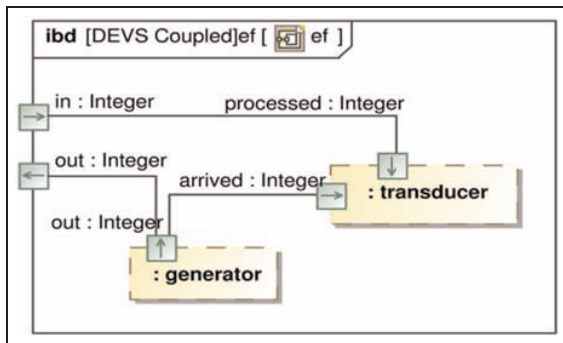 ibd [DEVS Coupled]ef [ ef ]
in : Integer
processed : Integer
out : Integer
arrived : Integer
: transducer
out : Integer
: generator